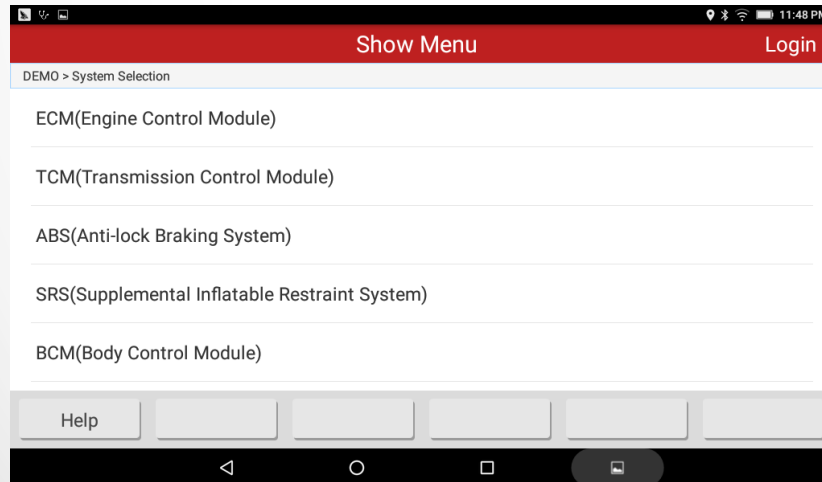 11:48 PM
Show Menu
Login
DEMO > System Selection
ECM(Engine Control Module)
TCM(Transmission Control Module)
ABS(Anti-lock Braking System)
SRS(Supplemental Inflatable Restraint System)
BCM(Body Control Module)
Help